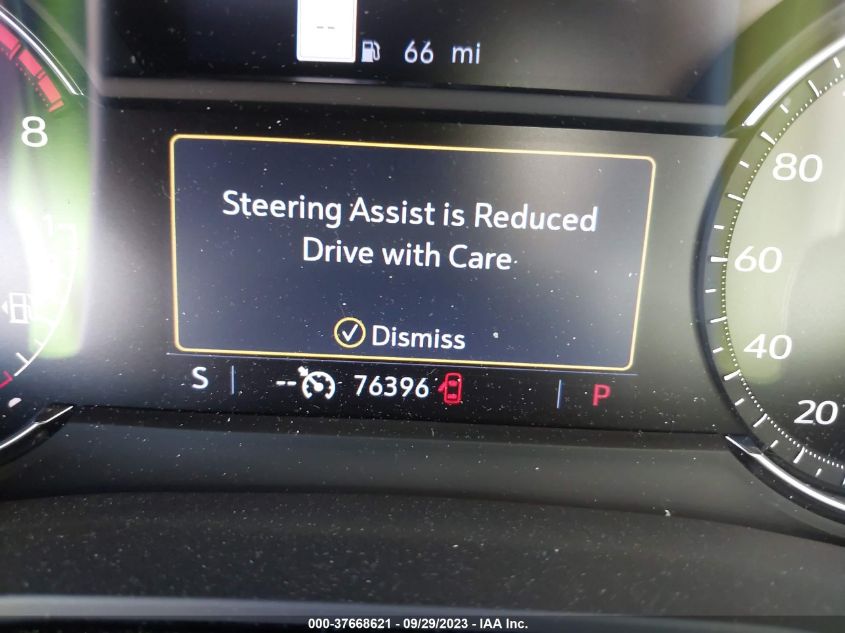 --
66 mi
8
Steering Assist is Reduced
Drive with Care
Dismiss
S
-- 76396
P
80
60
40
20
000-37668621 - 09/29/2023 - IAA Inc.